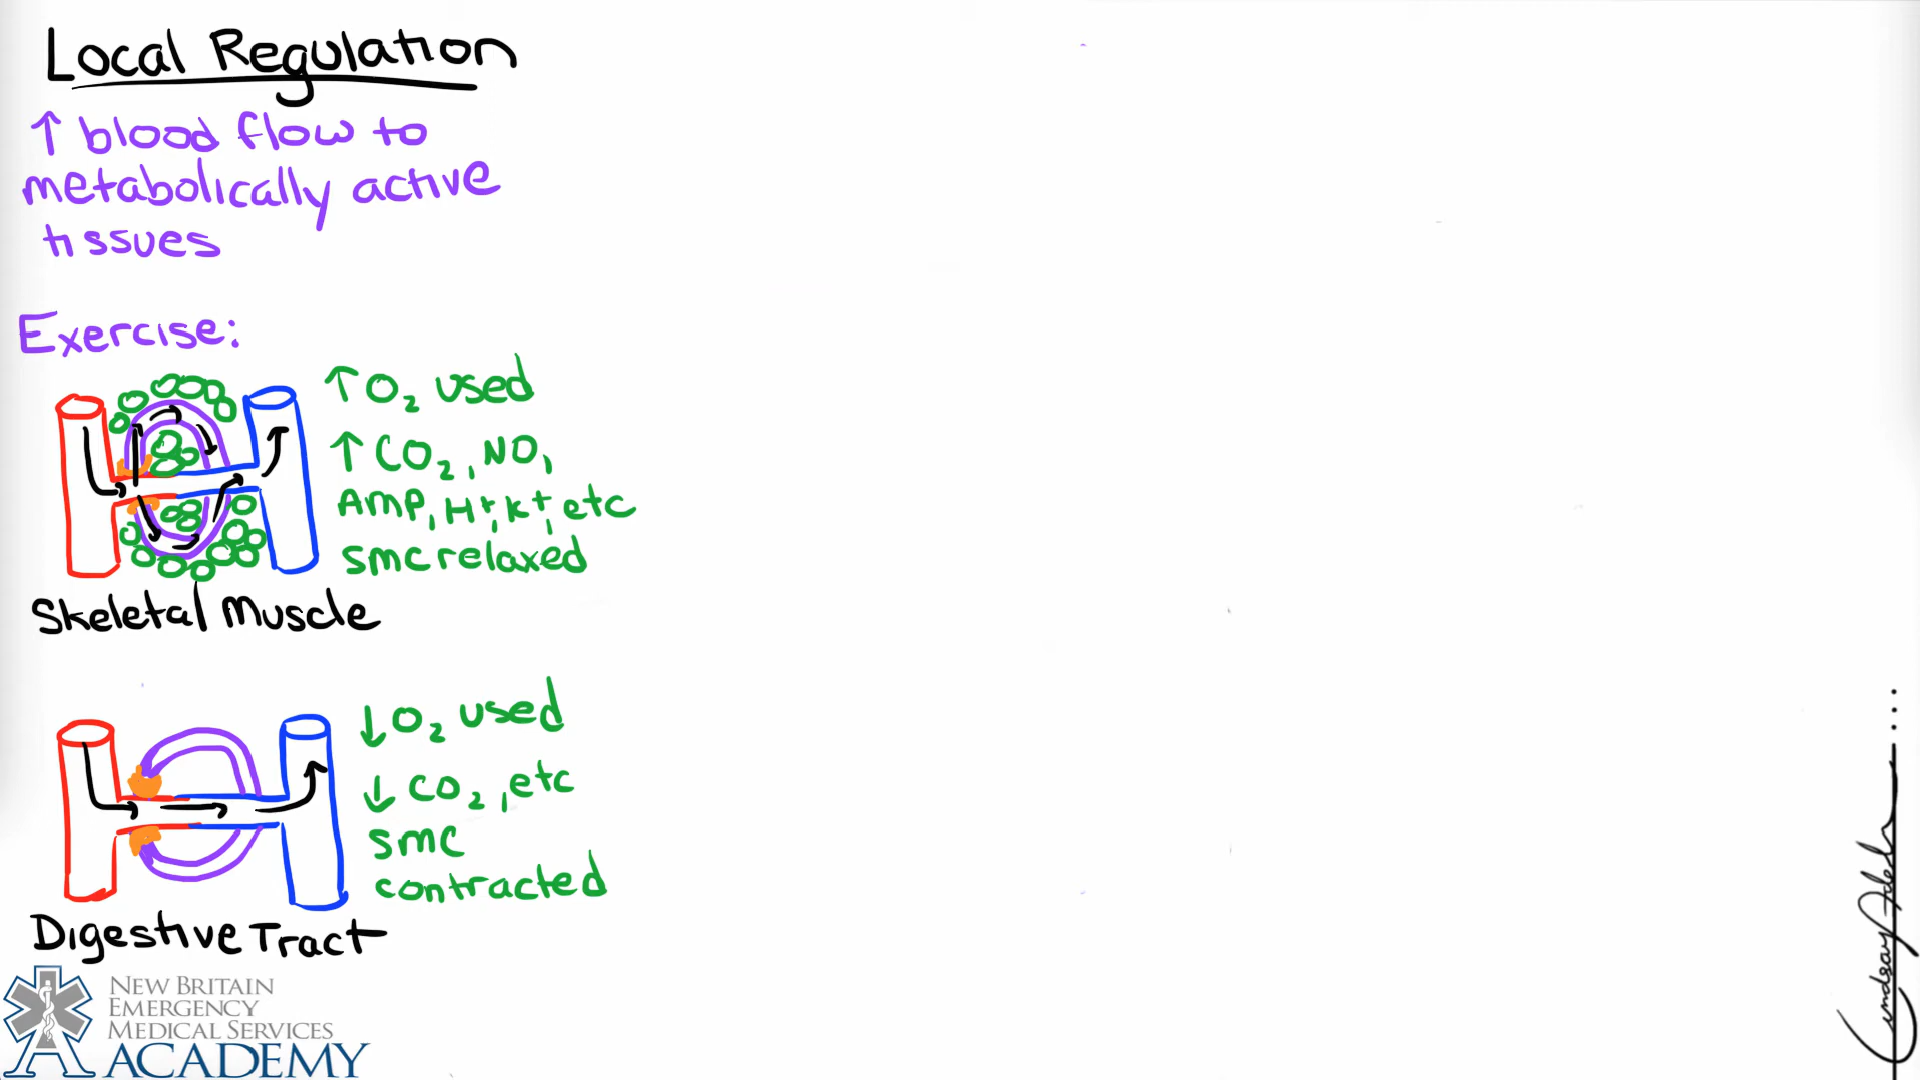 Local Regulation
↑ blood flow to
metabolically active
tissues
Exercise:
↑O₂ used
↑CO₂, NO,
AMP, H⁺, K⁺, etc
smc relaxed
Skeletal Muscle
↓O₂ used
↓CO₂, etc
smc
contracted
Digestive Tract
NEW BRITAIN
EMERGENCY
MEDICAL SERVICES
ACADEMY